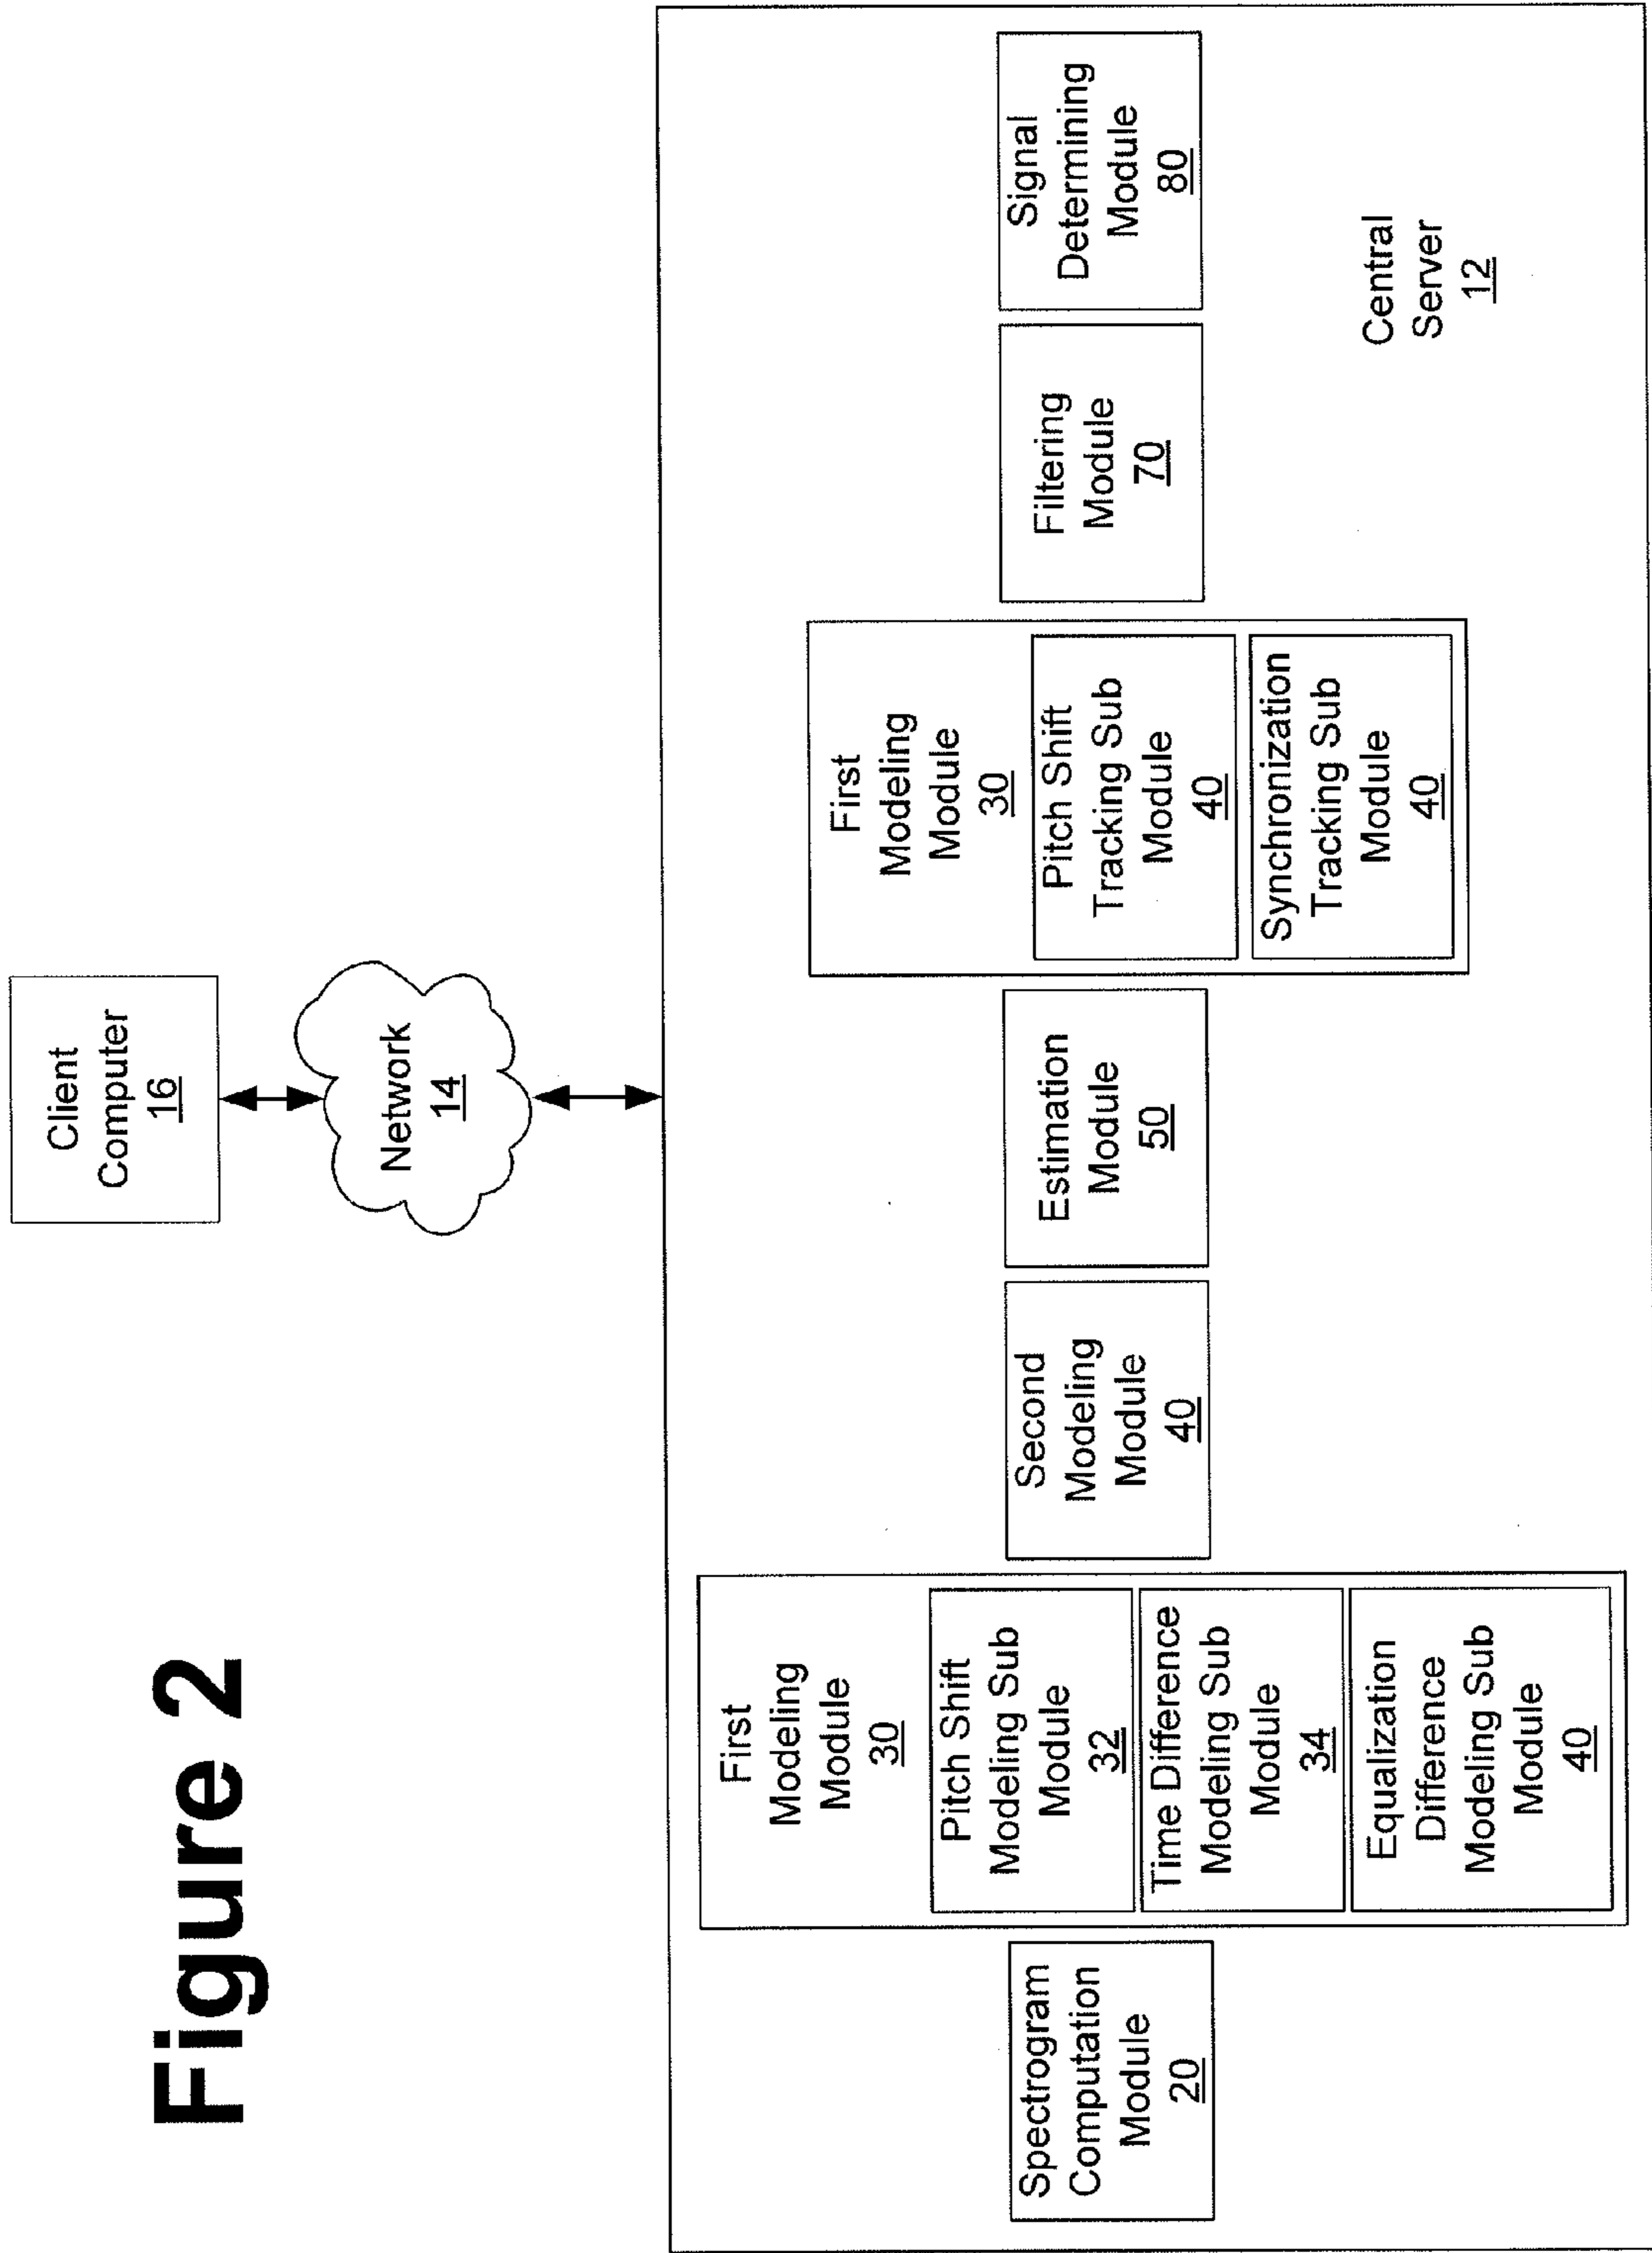 Figure 2
Client
Computer
16
Network
14
Spectrogram
Computation
Module
20
First
Modeling
Module
30
Pitch Shift
Modeling Sub
Module
32
Time Difference
Modeling Sub
Module
34
Equalization
Difference
Modeling Sub
Module
40
Second
Modeling
Module
40
Estimation
Module
50
First
Modeling
Module
30
Pitch Shift
Tracking Sub
Module
40
Synchronization
Tracking Sub
Module
40
Filtering
Module
70
Signal
Determining
Module
80
Central
Server
12